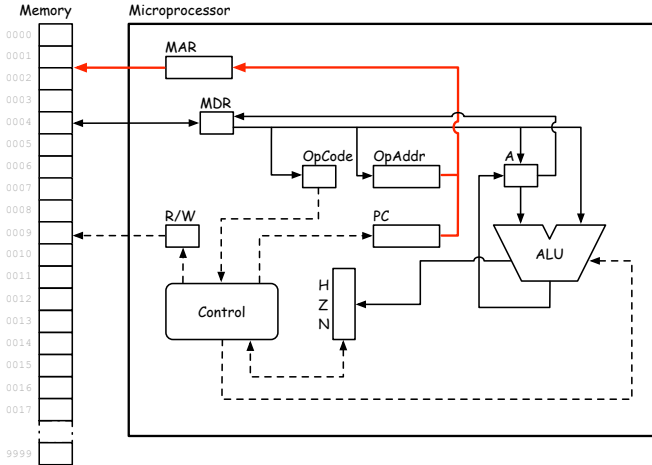 Memory
Microprocessor
0000
0001
0002
0003
0004
0005
0006
0007
0008
0009
0010
0011
0012
0013
0014
0015
0016
0017
9999
MAR
MDR
OpCode
OpAddr
A
R/W
PC
ALU
Control
H
Z
N